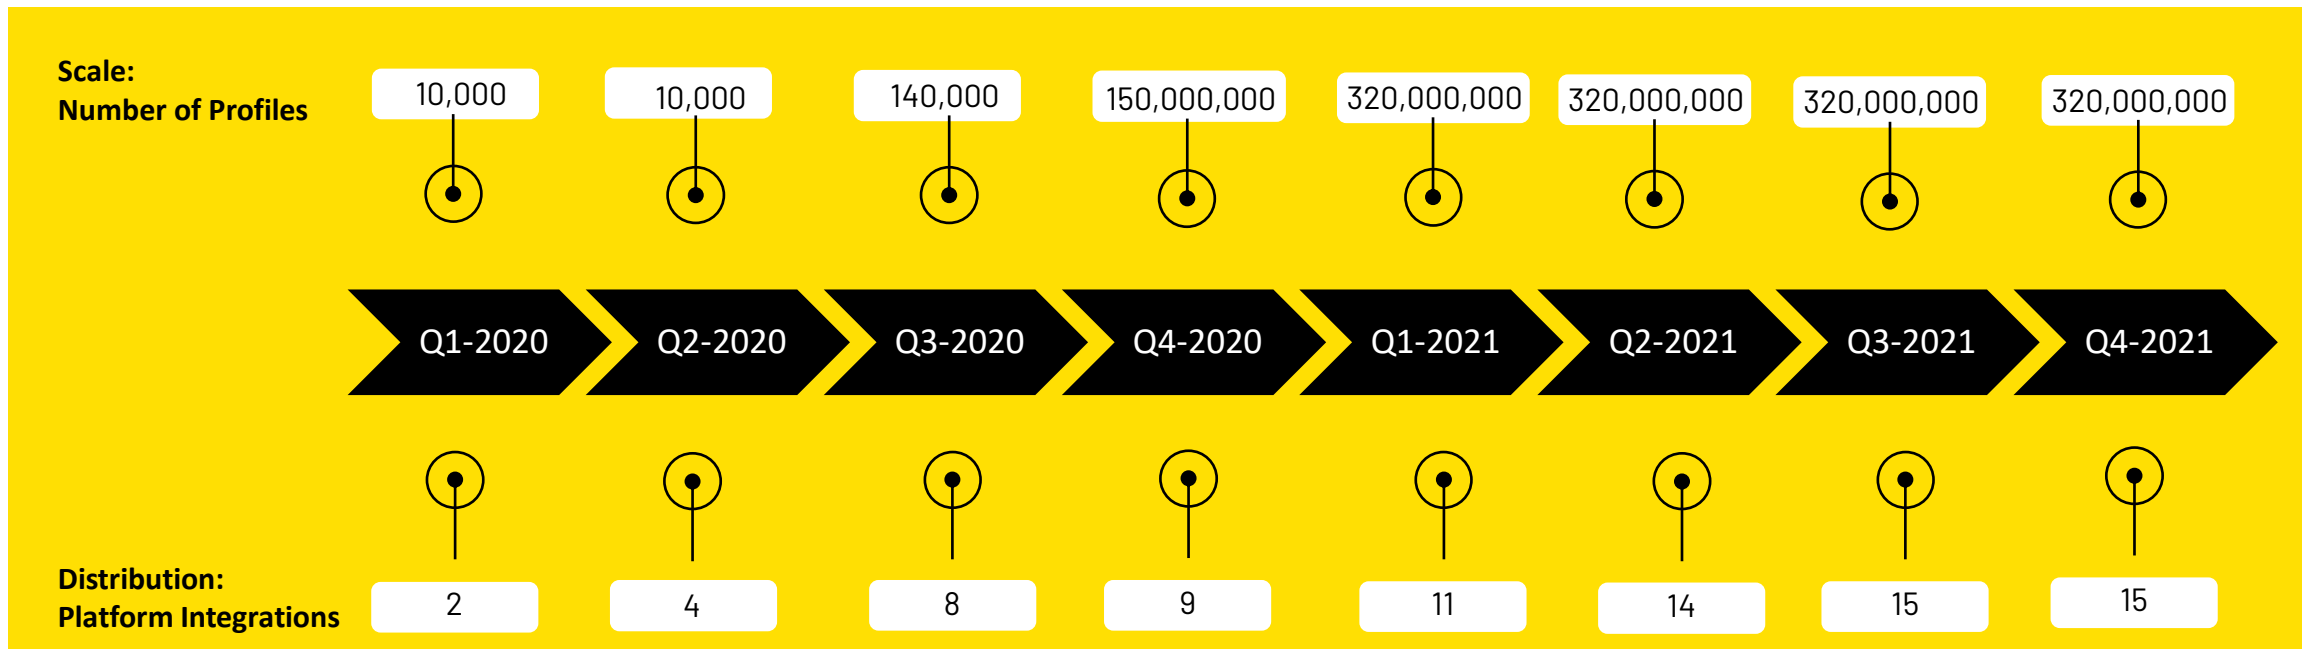 Scale:
Number of Profiles
10,000
10,000
140,000
150,000,000
320,000,000
320,000,000
320,000,000
320,000,000
Q1-2020
Q2-2020
Q3-2020
Q4-2020
Q1-2021
Q2-2021
Q3-2021
Q4-2021
Distribution:
Platform Integrations
2
4
8
9
11
14
15
15